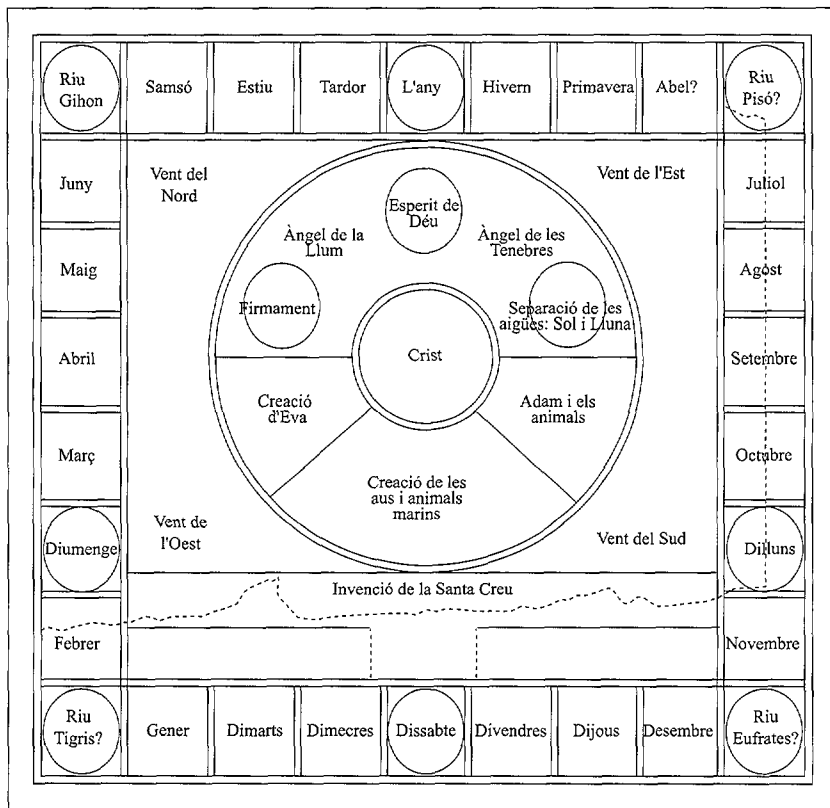 Riu
Gihon
Samsó
Estiu
Tardor
L'any
Hivern
Primavera
Abel?
Riu
Pisó?
Juny
Vent del
Nord
Vent de l'Est
Juliol
Esperit de
Déu
Àngel de la
Llum
Àngel de les
Tenebres
Maig
Agost
Firmament
Separació de les
aigües: Sol i Lluna
Abril
Crist
Setembre
Creació
d'Eva
Adam i els
animals
Març
Octubre
Creació de les
aus i animals
marins
Vent de
l'Oest
Vent del Sud
Diumenge
Dilluns
Invenció de la Santa Creu
Febrer
Novembre
Riu
Tigris?
Gener
Dimarts
Dimecres
Dissabte
Divendres
Dijous
Desembre
Riu
Eufrates?